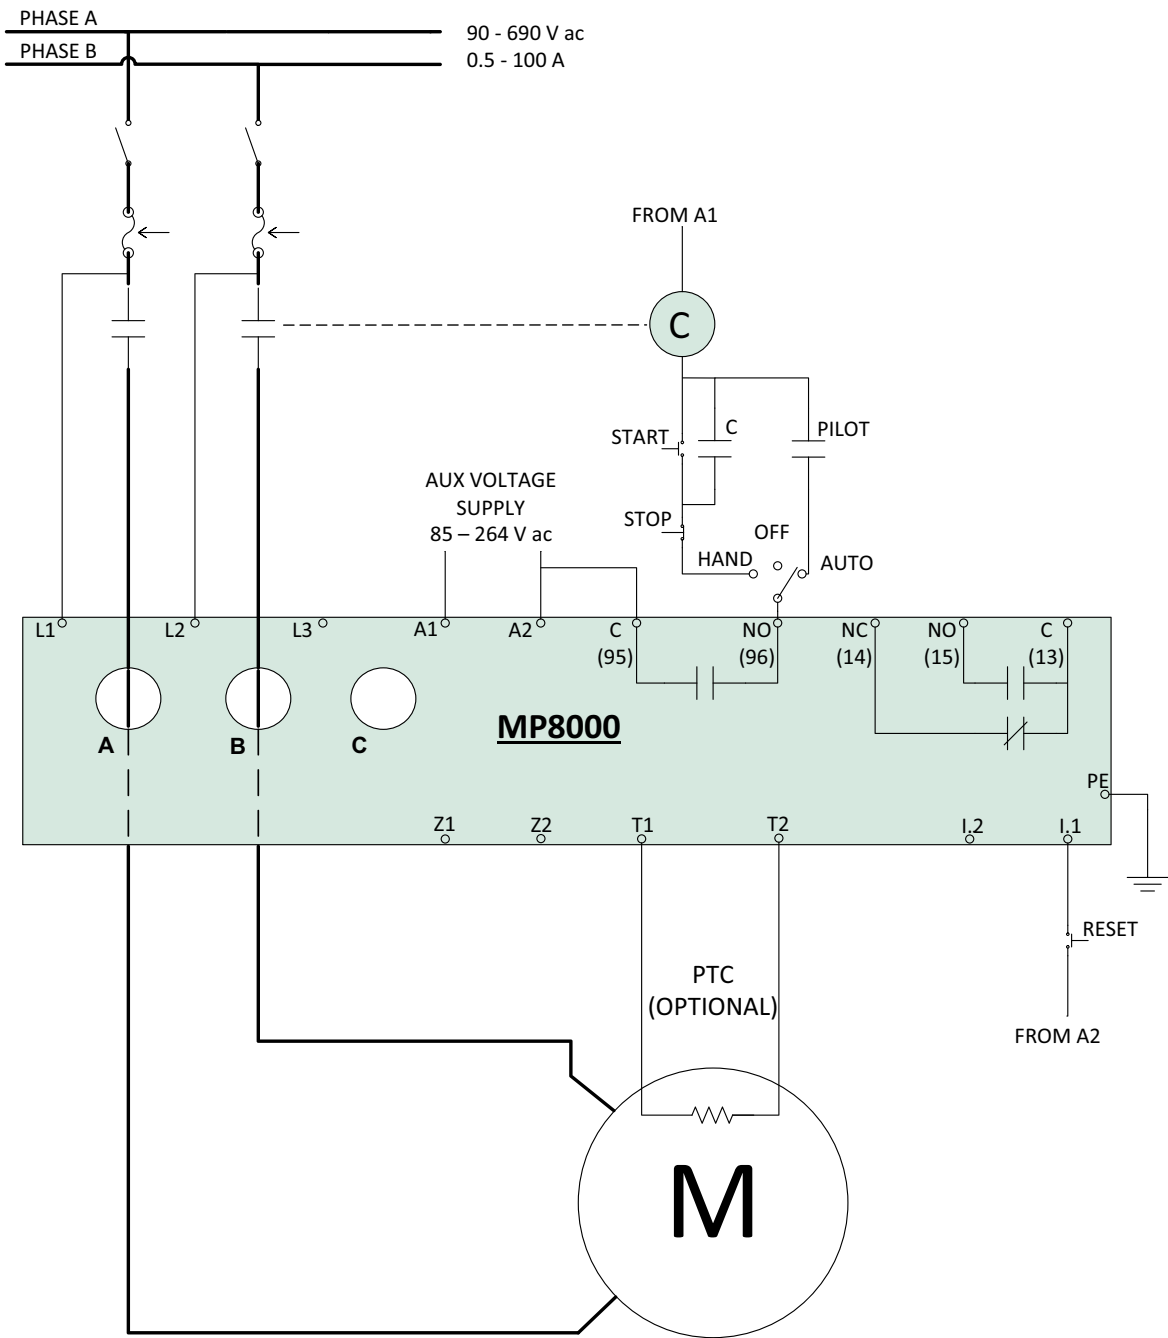 PHASE A
90 - 690 V ac
PHASE B
0.5 - 100 A
FROM A1
C
START
C
PILOT
AUX VOLTAGE
SUPPLY
85 – 264 V ac
STOP
OFF
HAND
AUTO
L1
L2
L3
A1
A2
C
(95)
NO
(96)
NC
(14)
NO
(15)
C
(13)
A
B
C
MP8000
PE
Z1
Z2
T1
T2
I.2
I.1
RESET
PTC
(OPTIONAL)
FROM A2
M